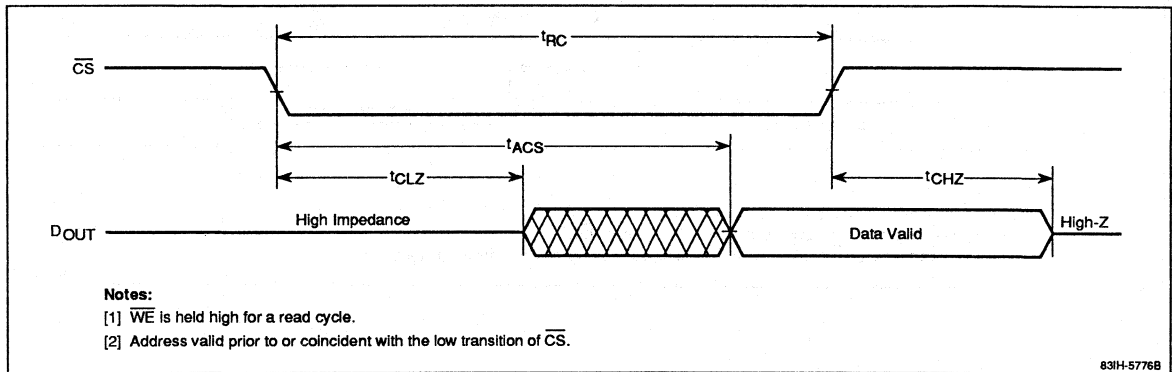 tRC
CS
tACS
tCLZ
tCHZ
DOUT
High Impedance
Data Valid
High-Z
Notes:
[1] WE is held high for a read cycle.
[2] Address valid prior to or coincident with the low transition of CS.
83IH-5776B